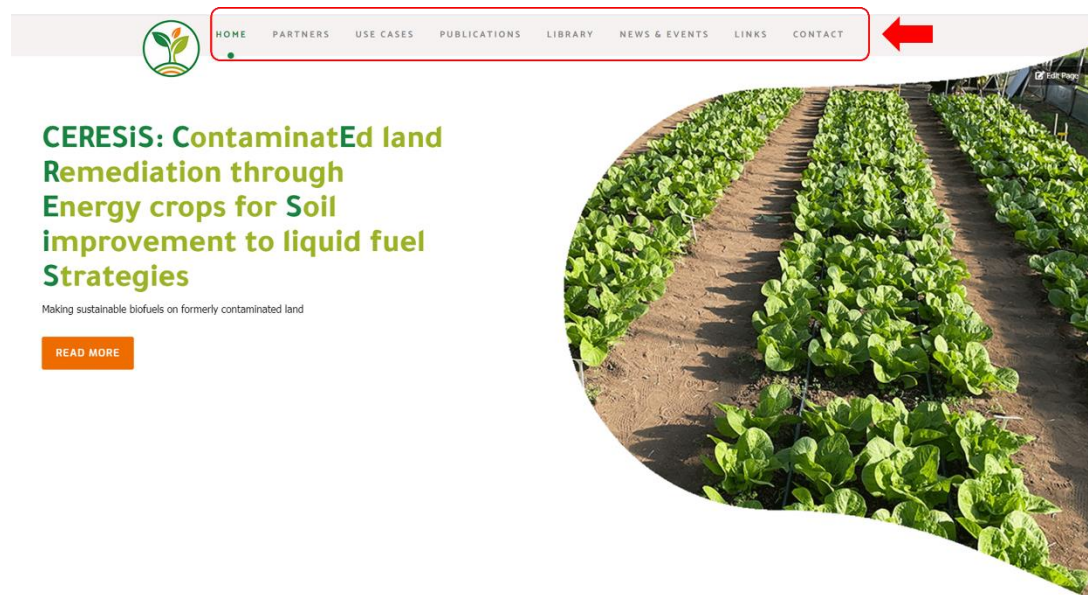 HOME PARTNERS USE CASES PUBLICATIONS LIBRARY NEWS & EVENTS LINKS CONTACT
Edit Page
CERESiS: ContaminatEd land
Remediation through
Energy crops for Soil
improvement to liquid fuel
Strategies
Making sustainable biofuels on formerly contaminated land
READ MORE